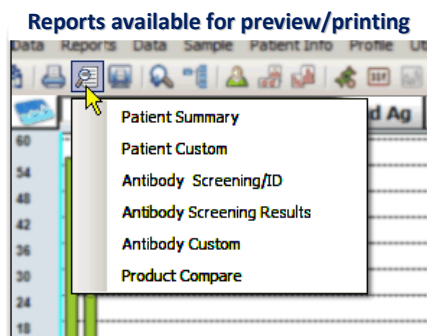 Reports available for preview/printing
Data Reports Data Sample Patient Info Profile Ut
d Ag
Patient Summary
Patient Custom
Antibody Screening/ID
Antibody Screening Results
Antibody Custom
Product Compare
60
54
48
42
36
30
24
18